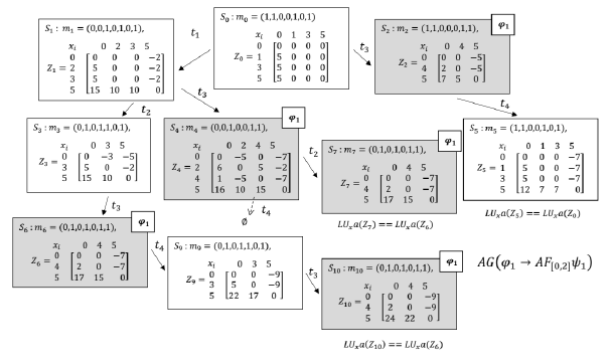 S₁ : m₁ = (0,0,1,0,1,0,1),
xᵢ 0 2 3 5
0 [0 0 0 −2]
Z₁ = 2 [5 0 0 −2]
3 [5 0 0 −2]
5 [15 10 10 0]
t₁
S₀ : m₀ = (1,1,0,0,1,0,1)
xᵢ 0 1 3 5
0 [0 0 0 0]
Z₀ = 1 [5 0 0 0]
3 [5 0 0 0]
5 [5 0 0 0]
t₃
S₂ : m₂ = (1,1,0,0,0,1,1),
φ₁
xᵢ 0 4 5
0 [0 0 −5]
Z₂ = 4 [2 0 −5]
5 [7 5 0]
t₂
t₃
t₄
S₃ : m₃ = (0,1,0,1,1,0,1),
xᵢ 0 3 5
0 [0 −3 −5]
Z₃ = 3 [5 0 −2]
5 [15 10 0]
S₄ : m₄ = (0,0,1,0,0,1,1),
φ₁
xᵢ 0 2 4 5
0 [0 −5 0 −7]
Z₄ = 2 [6 0 5 −2]
4 [1 −5 0 −7]
5 [16 10 15 0]
t₂
t₄
∅
S₇ : m₇ = (0,1,0,1,0,1,1),
φ₁
xᵢ 0 4 5
0 [0 0 −7]
Z₇ = 4 [2 0 −7]
5 [17 15 0]
LUₓa(Z₇) == LUₓa(Z₆)
S₅ : m₅ = (1,1,0,0,1,0,1),
xᵢ 0 1 3 5
0 [0 0 0 −7]
Z₅ = 1 [5 0 0 −7]
3 [5 0 0 −7]
5 [12 7 7 0]
LUₓa(Z₅) == LUₓa(Z₀)
t₃
S₆ : m₆ = (0,1,0,1,0,1,1),
φ₁
xᵢ 0 4 5
0 [0 0 −7]
Z₆ = 4 [2 0 −7]
5 [17 15 0]
t₄
S₉ : m₉ = (0,1,0,1,1,0,1),
xᵢ 0 3 5
0 [0 0 −9]
Z₉ = 3 [5 0 −9]
5 [22 17 0]
t₃
S₁₀ : m₁₀ = (0,1,0,1,0,1,1),
φ₁
xᵢ 0 4 5
0 [0 0 −9]
Z₁₀ = 4 [2 0 −9]
5 [24 22 0]
LUₓa(Z₁₀) == LUₓa(Z₆)
AG(φ₁ → AF[0,2]ψ₁)